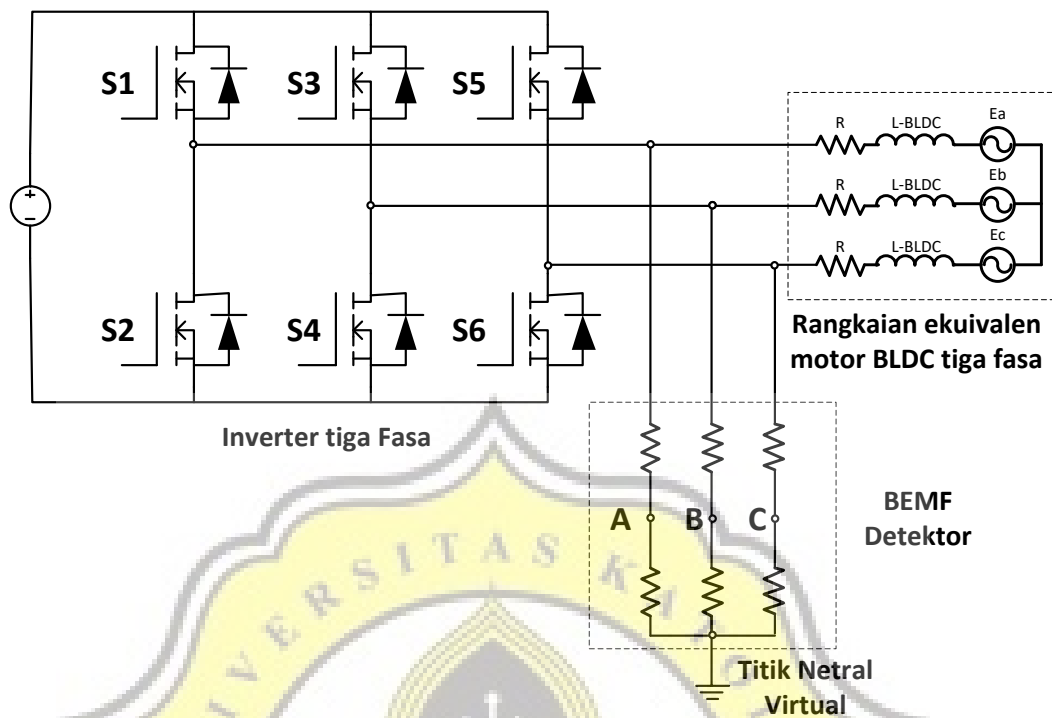 S1
S3
S5
S2
S4
S6
+
−
R
L-BLDC
Ea
R
L-BLDC
Eb
R
L-BLDC
Ec
Rangkaian ekuivalen
motor BLDC tiga fasa
Inverter tiga Fasa
A
B
C
BEMF
Detektor
Titik Netral
Virtual